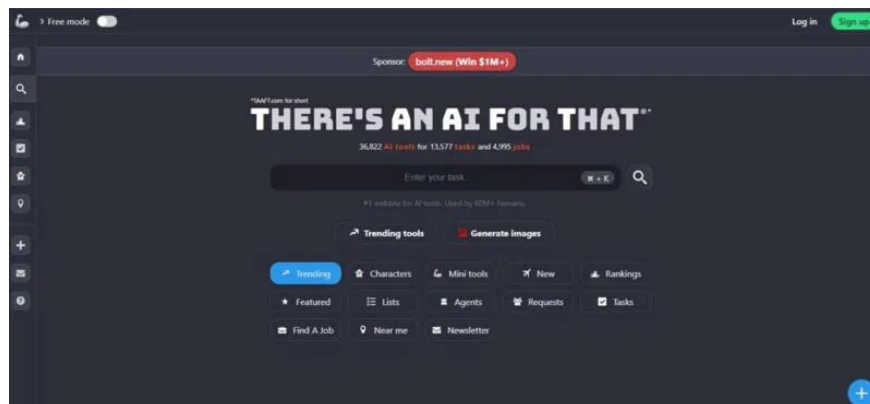 > Free mode
Log in
Sign up
Sponsor: bolt.new (Win $1M+)
*TAAFT.com for short
THERE'S AN AI FOR THAT®*
36,822 AI tools for 13,577 tasks and 4,995 jobs
Enter your task...
⌘ + K
#1 website for AI tools. Used by 60M+ humans.
Trending tools
Generate images
Trending
Characters
Mini tools
New
Rankings
Featured
Lists
Agents
Requests
Tasks
Find A Job
Near me
Newsletter